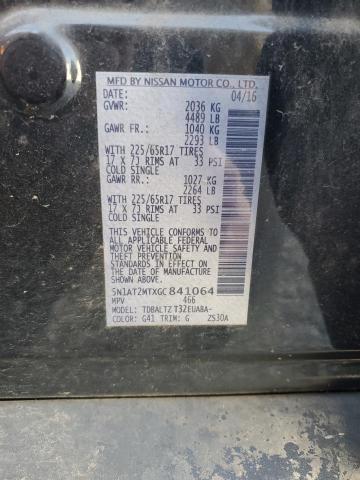 MFD BY NISSAN MOTOR CO., LTD.
DATE: 04/16
GVWR: 2036 KG
4489 LB
GAWR FR: 1040 KG
2293 LB
WITH 225/65R17 TIRES
17 X 7J RIMS AT 33 PSI
COLD SINGLE
GAWR RR: 1027 KG
2264 LB
WITH 225/65R17 TIRES
17 X 7J RIMS AT 33 PSI
COLD SINGLE
THIS VEHICLE CONFORMS TO
ALL APPLICABLE FEDERAL
MOTOR VEHICLE SAFETY AND
THEFT PREVENTION STANDARDS
IN EFFECT ON THE DATE OF
MANUFACTURE SHOWN ABOVE.
5N1AT2MTXGC841064
MPV 466
MODEL: TDBALTZ T32EUABA-
COLOR: G41 TRIM: G ZS30A